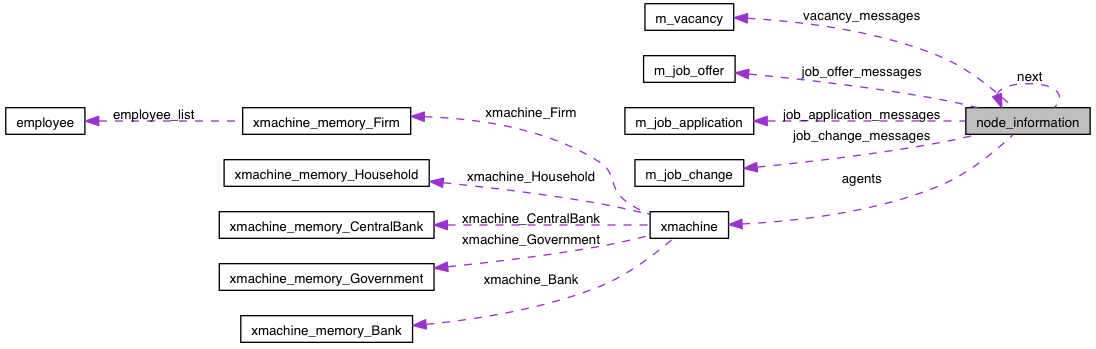 m_vacancy
vacancy_messages
m_job_offer
job_offer_messages
next
employee
employee_list
xmachine_memory_Firm
xmachine_Firm
m_job_application
job_application_messages
node_information
job_change_messages
xmachine_memory_Household
xmachine_Household
m_job_change
agents
xmachine_memory_CentralBank
xmachine_CentralBank
xmachine
xmachine_Government
xmachine_memory_Government
xmachine_Bank
xmachine_memory_Bank